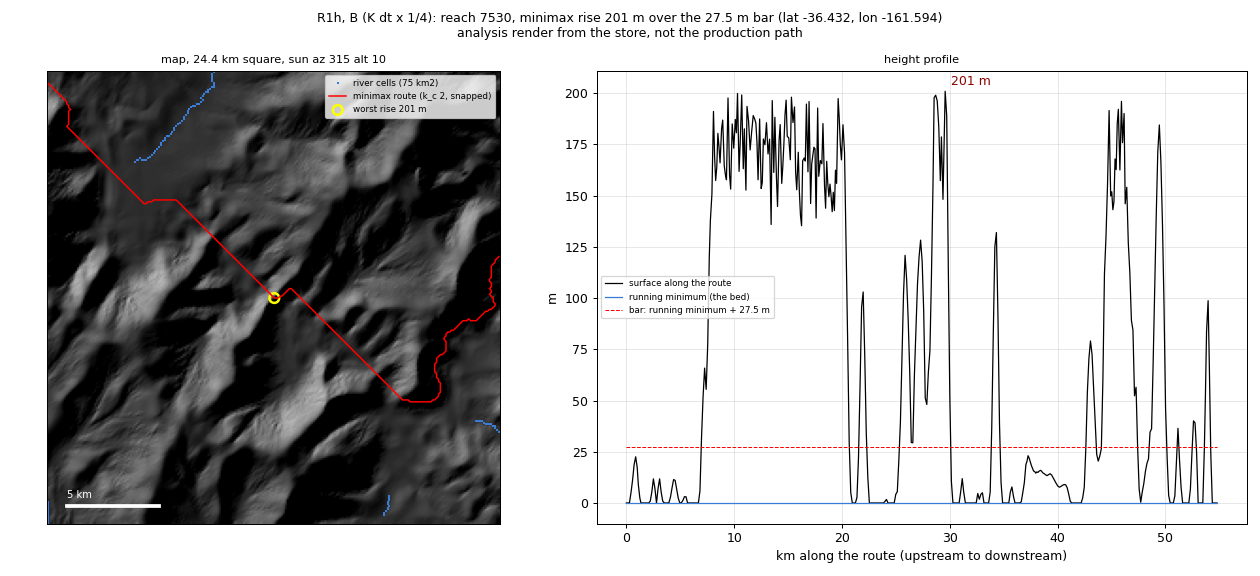 R1h, B (K dt x 1/4): reach 7530, minimax rise 201 m over the 27.5 m bar (lat -36.432, lon -161.594)
analysis render from the store, not the production path
map, 24.4 km square, sun az 315 alt 10
river cells (75 km2)
minimax route (k_c 2, snapped)
worst rise 201 m
5 km
height profile
201 m
200
175
150
125
100
75
50
25
0
m
surface along the route
running minimum (the bed)
bar: running minimum + 27.5 m
0
10
20
30
40
50
km along the route (upstream to downstream)